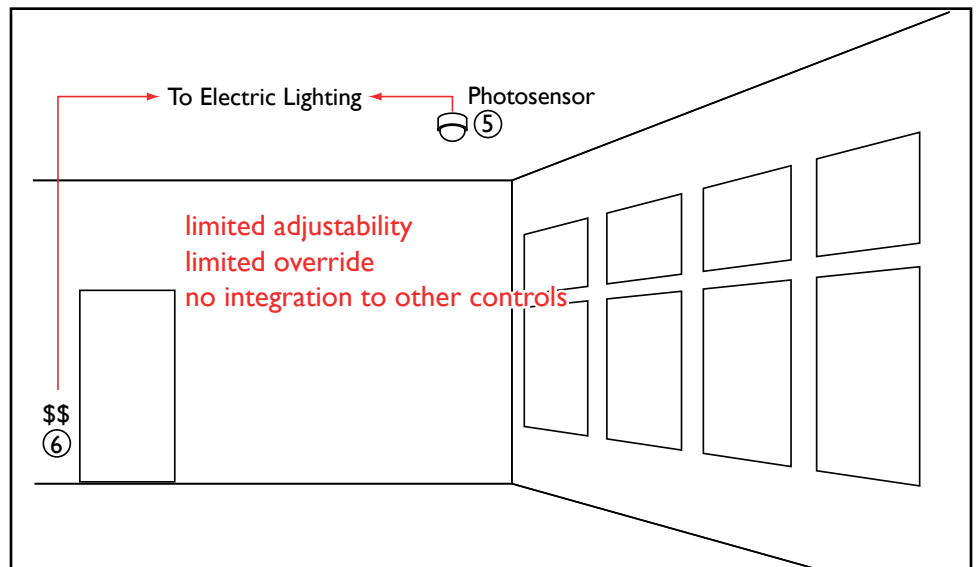 To Electric Lighting
Photosensor
⑤
limited adjustability
limited override
no integration to other controls
$$
⑥